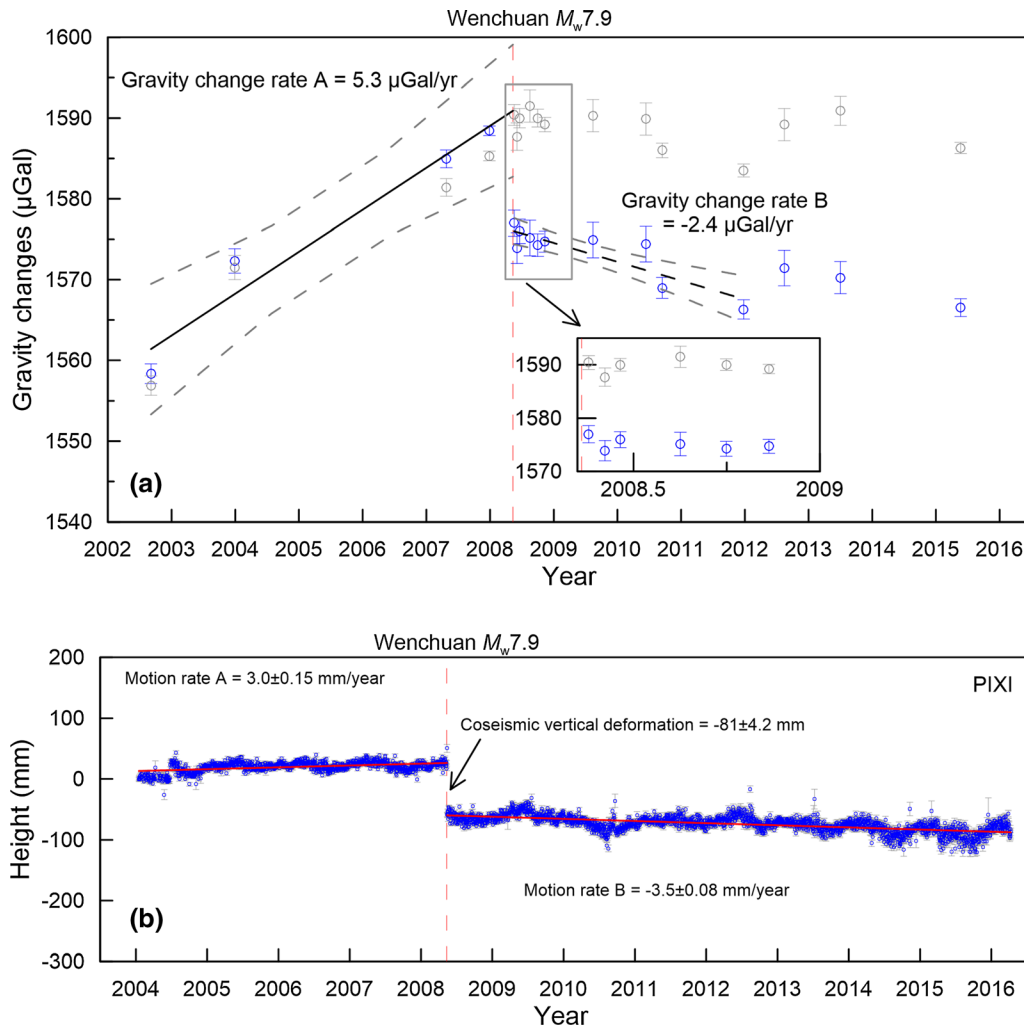 Wenchuan Mw7.9
1600
1590
1580
1570
1560
1550
1540
Gravity changes (µGal)
Gravity change rate A = 5.3 µGal/yr
Gravity change rate B
= -2.4 µGal/yr
1590
1580
1570
2008.5 2009
(a)
2002 2003 2004 2005 2006 2007 2008 2009 2010 2011 2012 2013 2014 2015 2016
Year
Wenchuan Mw7.9
200
100
0
-100
-200
-300
Height (mm)
Motion rate A = 3.0±0.15 mm/year
PIXI
Coseismic vertical deformation = -81±4.2 mm
Motion rate B = -3.5±0.08 mm/year
(b)
2004 2005 2006 2007 2008 2009 2010 2011 2012 2013 2014 2015 2016
Year